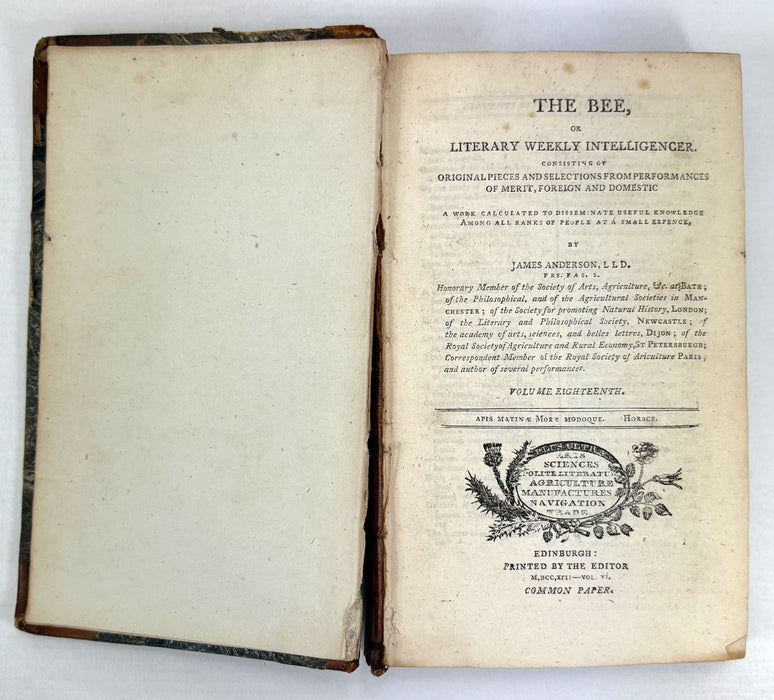 THE BEE,
OR
LITERARY WEEKLY INTELLIGENCER.
CONSISTING OF
ORIGINAL PIECES AND SELECTIONS FROM PERFORMANCES
OF MERIT, FOREIGN AND DOMESTIC
A WORK CALCULATED TO DISSEMINATE USEFUL KNOWLEDGE
AMONG ALL RANKS OF PEOPLE AT A SMALL EXPENCE,
BY
JAMES ANDERSON, L L D.
FRS. FAS. S.
Honorary Member of the Society of Arts, Agriculture, &c. at BATH;
of the Philosophical, and of the Agricultural Societies in MAN-
CHESTER; of the Society for promoting Natural History, LONDON;
of the Literary and Philosophical Society, NEWCASTLE; of
the academy of arts, sciences, and belles lettres, DIJON; of the
Royal Society of Agriculture and Rural Economy, ST PETERSBURGH;
Correspondent Member of the Royal Society of Ariculture PARIS;
and author of several performances.
VOLUME EIGHTEENTH.
APIS MATINÆ MORE MODOQUE. HORACE.
ARTS
SCIENCES
POLITE LITERATU
AGRICULTURE
MANUFACTURES
NAVIGATION
TRADE
EDINBURGH:
PRINTED BY THE EDITOR
VOL. VI.
COMMON PAPER.